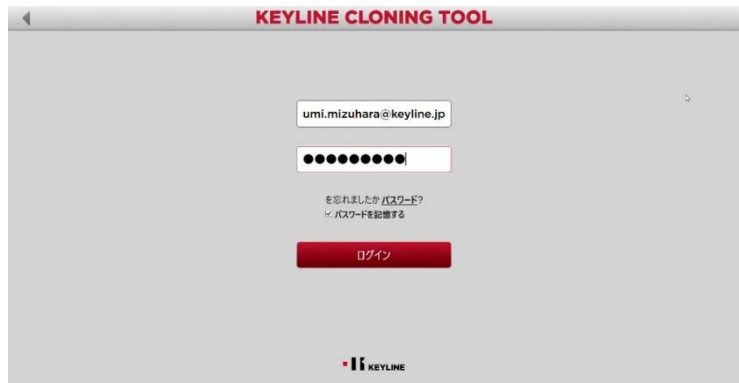 KEYLINE CLONING TOOL
umi.mizuhara@keyline.jp
●●●●●●●●●
を忘れましたか パスワード?
パスワードを記憶する
ログイン
KEYLINE